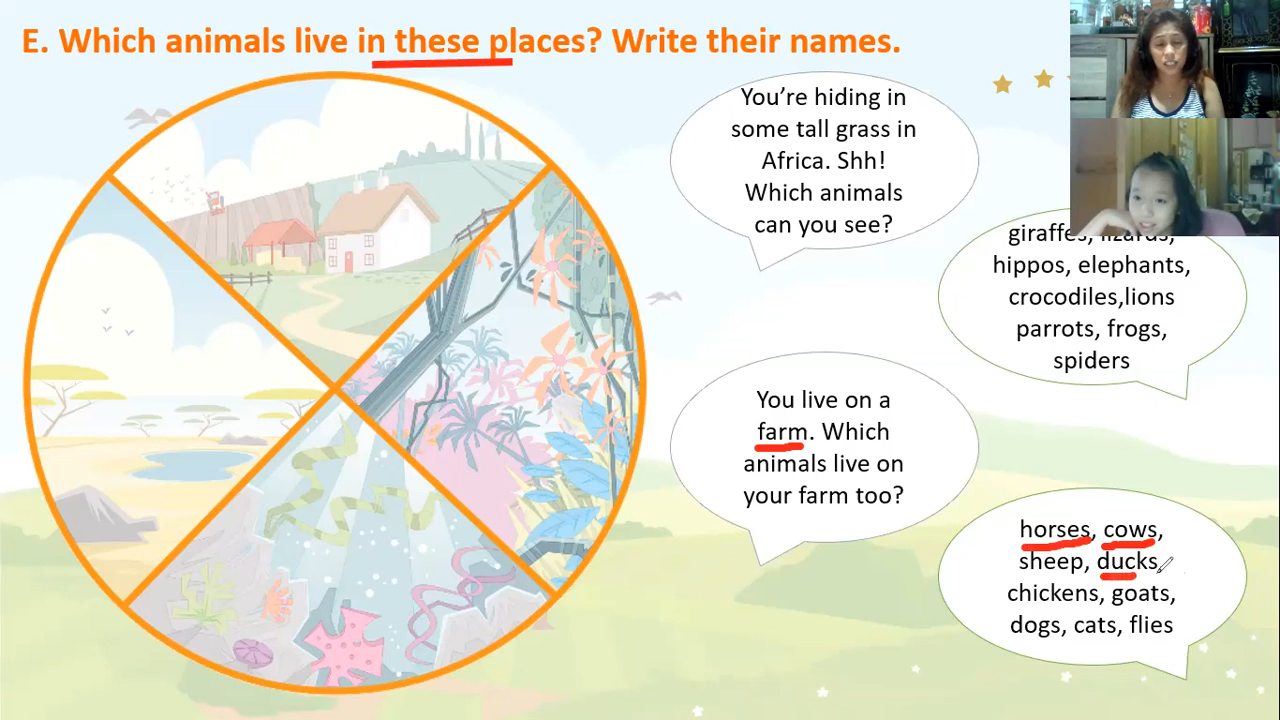 E. Which animals live in these places? Write their names.
You're hiding in
some tall grass in
Africa. Shh!
Which animals
can you see?
giraffes, lizards,
hippos, elephants,
crocodiles,lions
parrots, frogs,
spiders
You live on a
farm. Which
animals live on
your farm too?
horses, cows,
sheep, ducks,
chickens, goats,
dogs, cats, flies